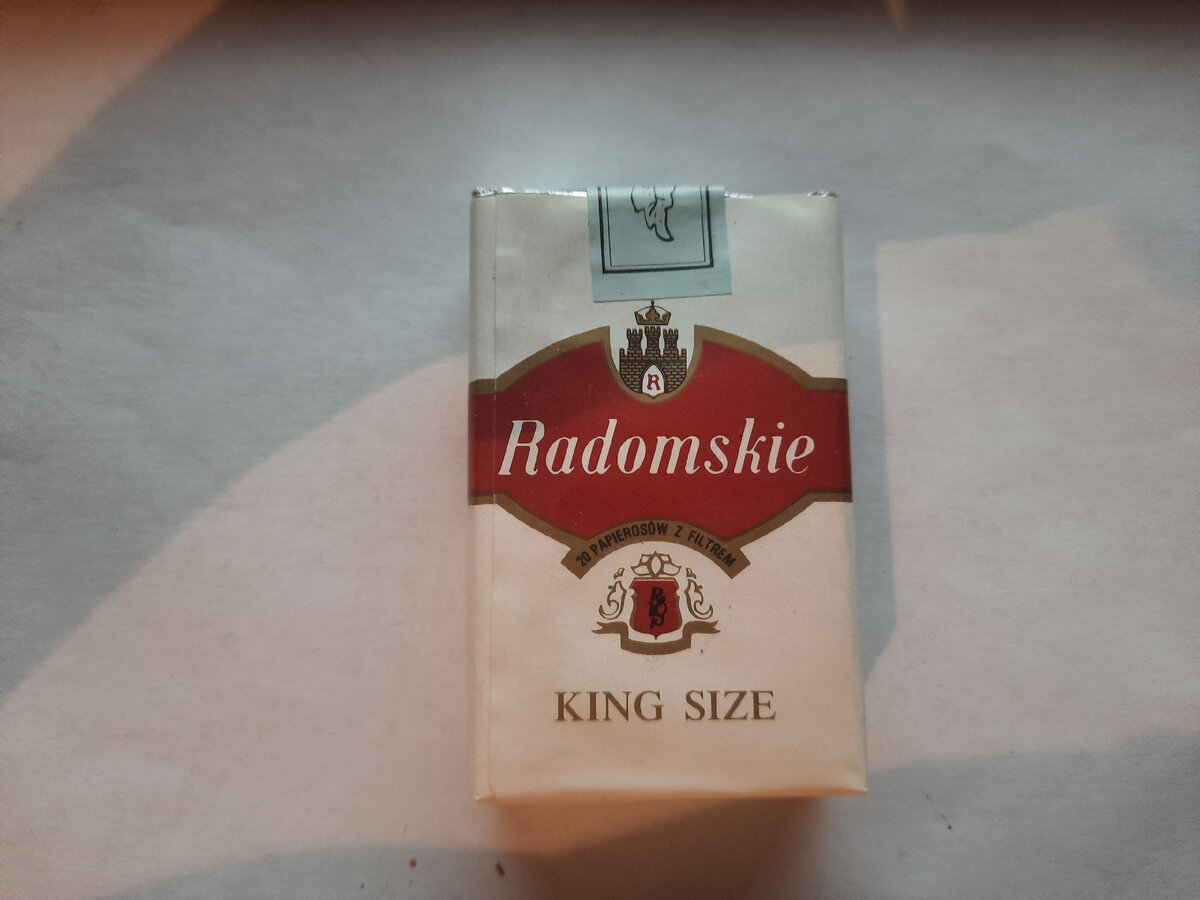 R
Radomskie
20 PAPIEROSÓW Z FILTREM
KING SIZE